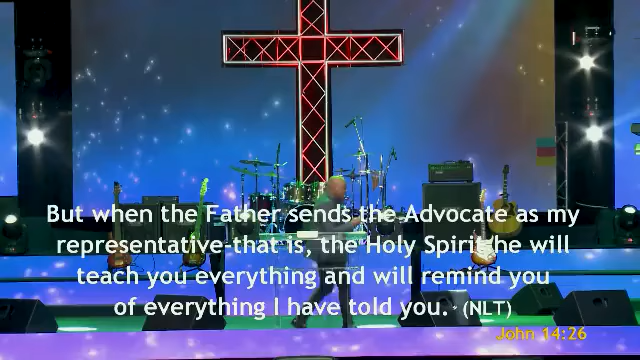 But when the Father sends the Advocate as my
representative-that is, the Holy Spirit-he will
teach you everything and will remind you
of everything I have told you. (NLT)
John 14:26